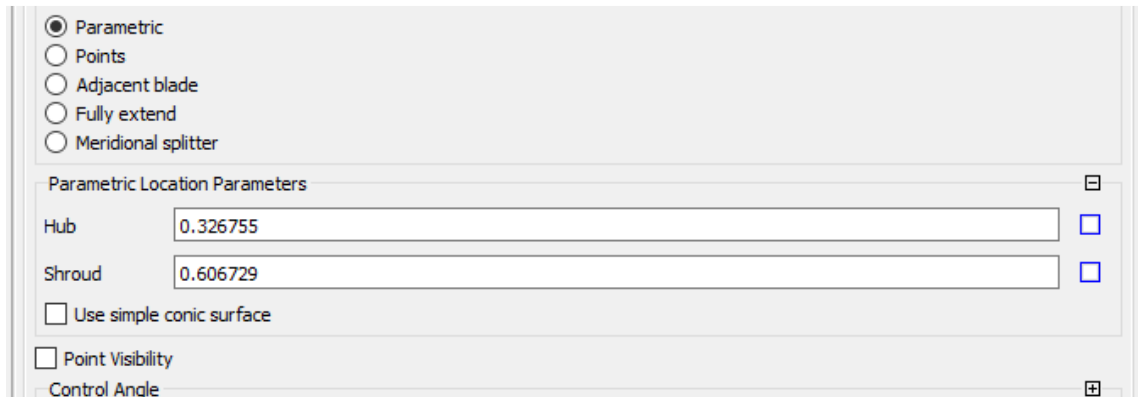 Parametric
Points
Adjacent blade
Fully extend
Meridional splitter
Parametric Location Parameters
Hub 0.326755
Shroud 0.606729
Use simple conic surface
Point Visibility
Control Angle